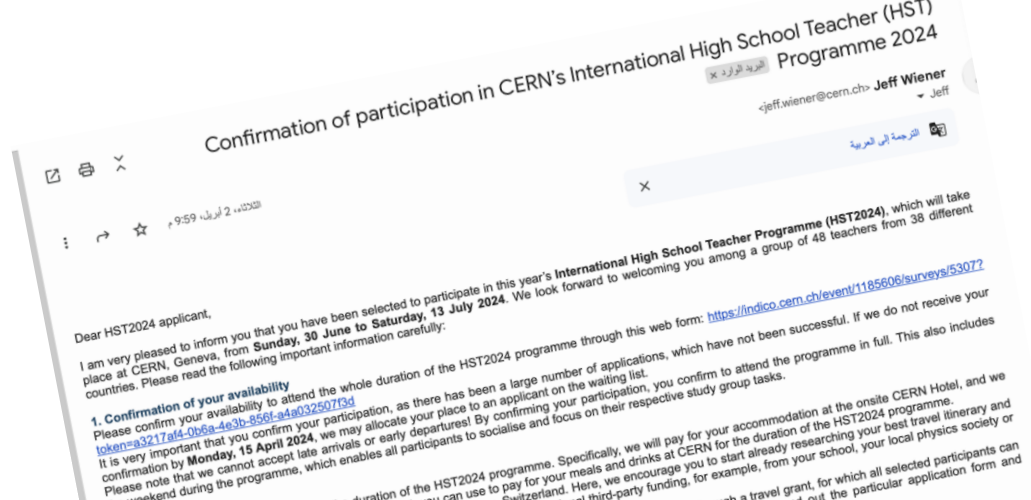 Confirmation of participation in CERN's International High School Teacher (HST)
Programme 2024
البريد الوارد ×
<jeff.wiener@cern.ch> Jeff Wiener
Jeff
الترجمة إلى العربية
الثلاثاء، 2 أبريل، 9:59 م
Dear HST2024 applicant,
I am very pleased to inform you that you have been selected to participate in this year's International High School Teacher Programme (HST2024), which will take
place at CERN, Geneva, from Sunday, 30 June to Saturday, 13 July 2024. We look forward to welcoming you among a group of 48 teachers from 38 different
countries. Please read the following important information carefully:
1. Confirmation of your availability
Please confirm your availability to attend the whole duration of the HST2024 programme through this web form: https://indico.cern.ch/event/1185606/surveys/5307?
token=a3217af4-0b6a-4e3b-856f-a4a032507f3d
It is very important that you confirm your participation, as there has been a large number of applications, which have not been successful. If we do not receive your
confirmation by Monday, 15 April 2024, we may allocate your place to an applicant on the waiting list.
Please note that we cannot accept late arrivals or early departures! By confirming your participation, you confirm to attend the programme in full. This also includes
weekend during the programme, which enables all participants to socialise and focus on their respective study group tasks.
duration of the HST2024 programme. Specifically, we will pay for your accommodation at the onsite CERN Hotel, and we
you can use to pay for your meals and drinks at CERN for the duration of the HST2024 programme.
Switzerland. Here, we encourage you to start already researching your best travel itinerary and
third-party funding, for example, from your school, your local physics society or
a travel grant, for which all selected participants can
out the particular application form and